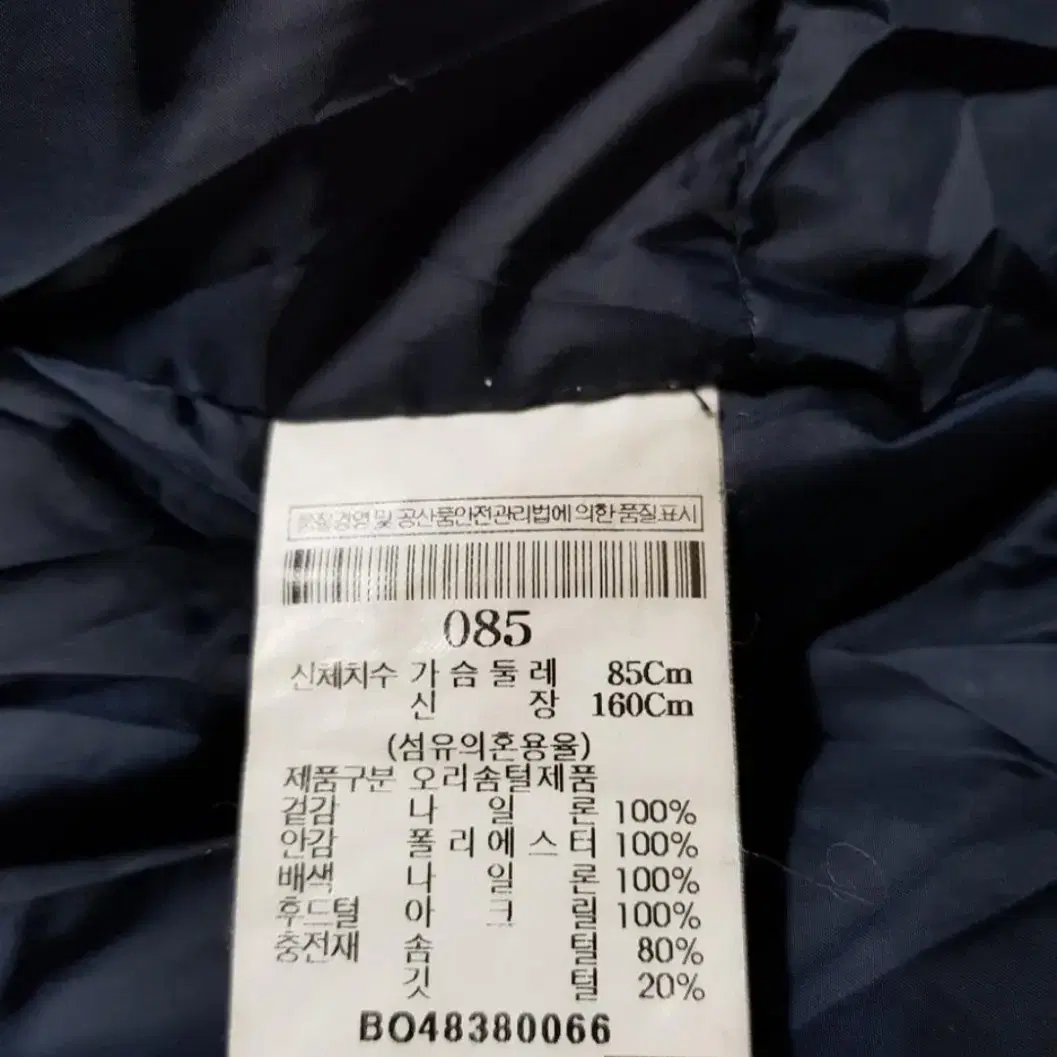 품질경영 및 공산품안전관리법에 의한 품질표시
085
신체치수 가슴둘레 85Cm
신장 160Cm
(섬유의혼용율)
제품구분 오리솜털제품
겉감 나일론 100%
안감 폴리에스터 100%
배색 나일론 100%
후드털 아크릴 100%
충전재 솜털 80%
깃털 20%
BO48380066